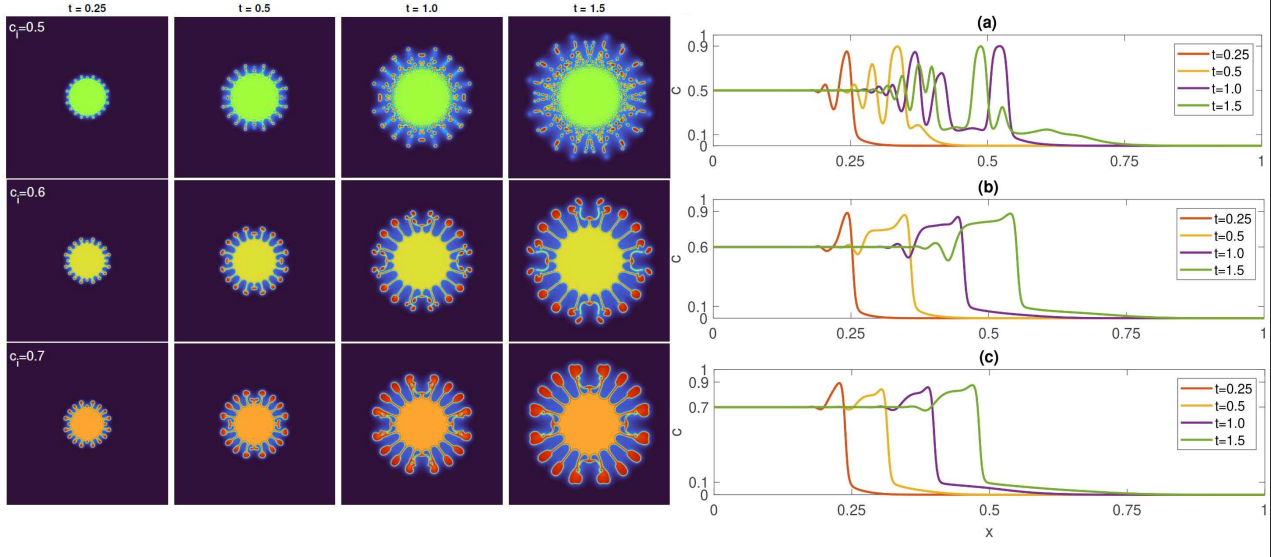 t = 0.25 t = 0.5 t = 1.0 t = 1.5
c_i=0.5
c_i=0.6
c_i=0.7
(a)
1
0.9
0.5
0.1
0
c
0 0.25 0.5 0.75 1
t=0.25
t=0.5
t=1.0
t=1.5
(b)
1
0.9
0.6
0.1
0
c
0 0.25 0.5 0.75 1
t=0.25
t=0.5
t=1.0
t=1.5
(c)
1
0.9
0.7
0.1
0
c
0 0.25 0.5 0.75 1
x
t=0.25
t=0.5
t=1.0
t=1.5